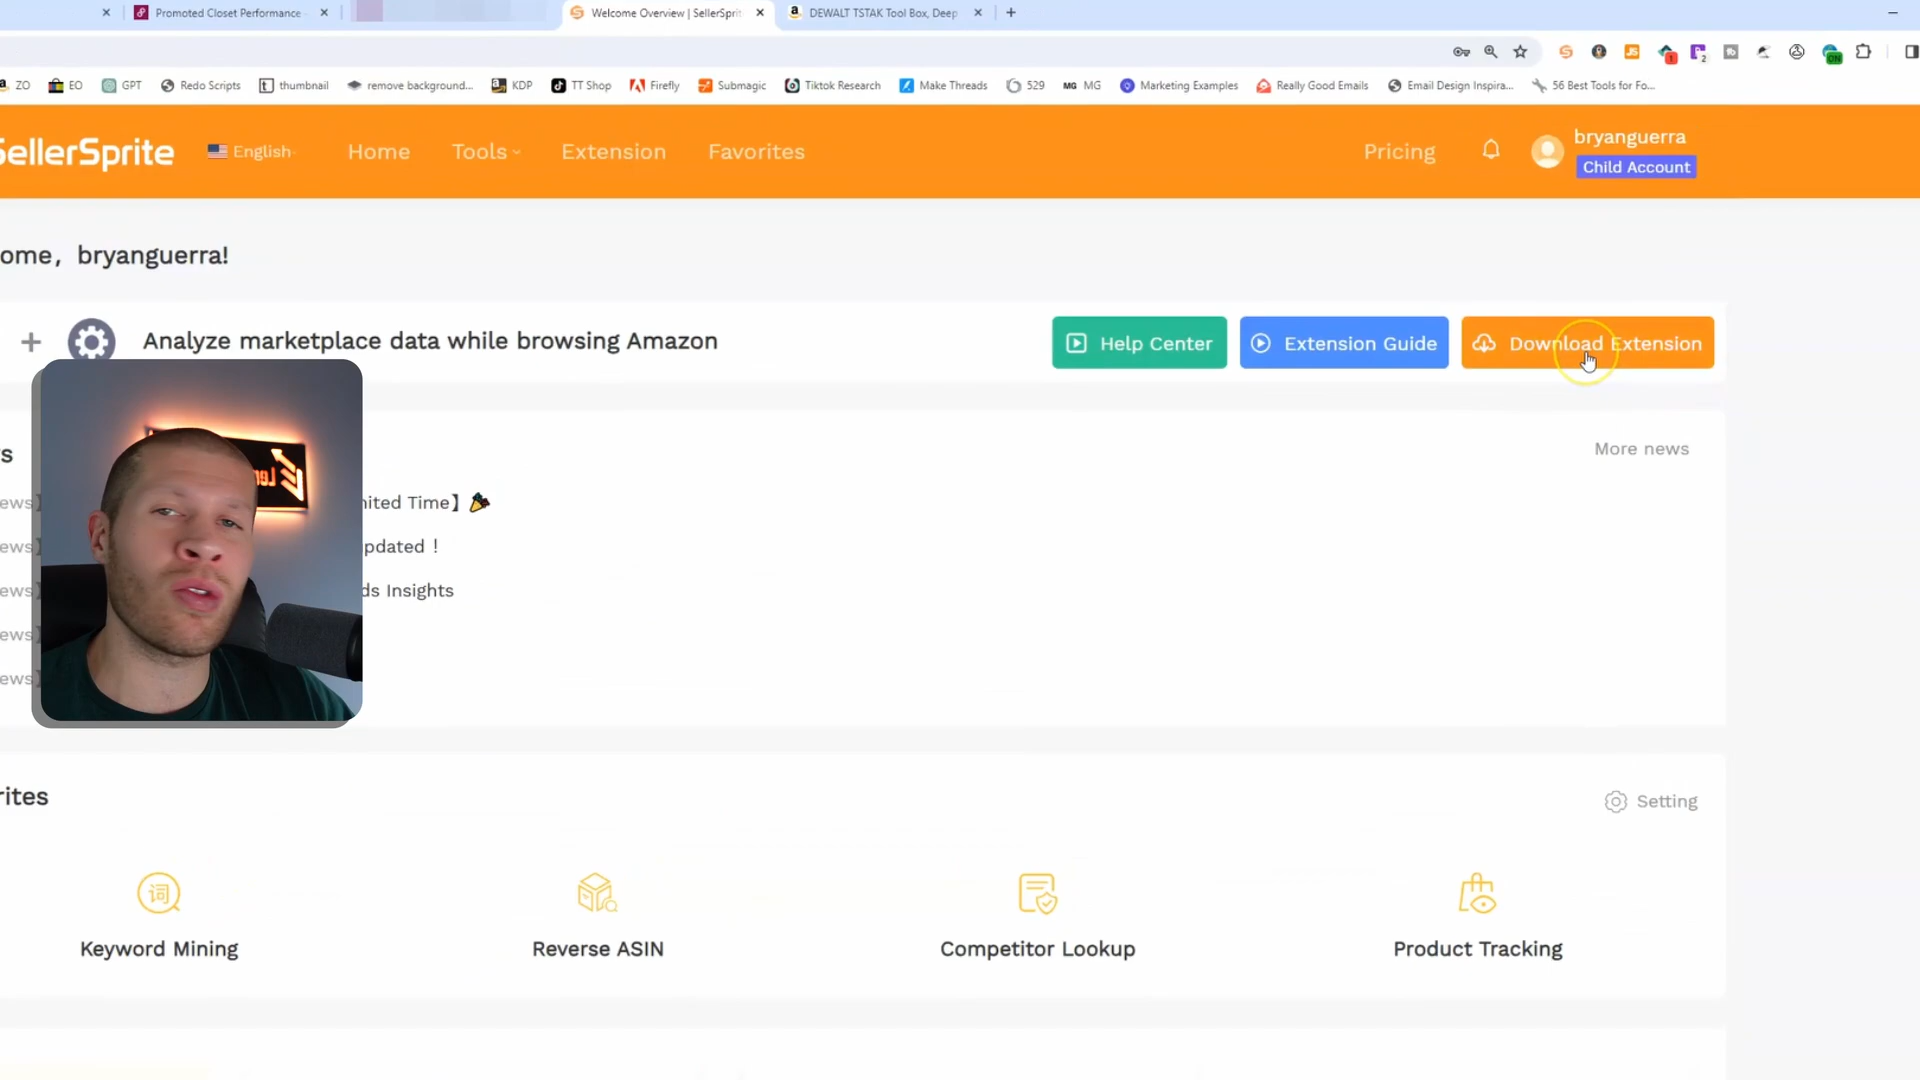 Promoted Closet Performance
Welcome Overview | SellerSprit
DEWALT TSTAK Tool Box, Deep
ZO
EO
GPT
Redo Scripts
thumbnail
remove background...
KDP
TT Shop
Firefly
Submagic
Tiktok Research
Make Threads
529
MG MG
Marketing Examples
Really Good Emails
Email Design Inspira...
56 Best Tools for Fo...
SellerSprite
English
Home
Tools
Extension
Favorites
Pricing
bryanguerra
Child Account
ome, bryanguerra!
Analyze marketplace data while browsing Amazon
Help Center
Extension Guide
Download Extension
s
More news
ews】
nited Time】
ews】
pdated !
ews】
ds Insights
ews】
ews】
rites
Setting
词
Keyword Mining
Reverse ASIN
Competitor Lookup
Product Tracking